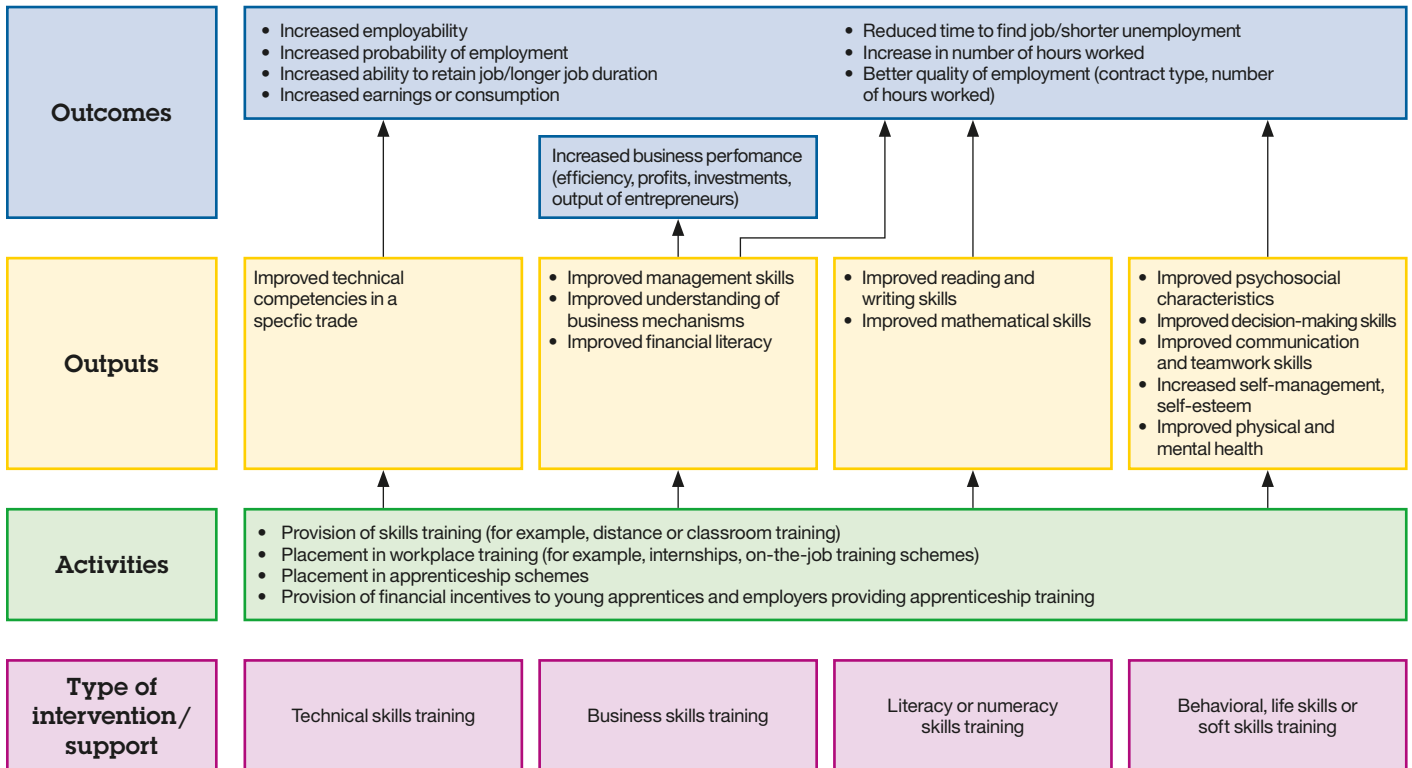 Outcomes
• Increased employability
• Increased probability of employment
• Increased ability to retain job/longer job duration
• Increased earnings or consumption
• Reduced time to find job/shorter unemployment
• Increase in number of hours worked
• Better quality of employment (contract type, number
of hours worked)
Increased business perfomance
(efficiency, profits, investments,
output of entrepreneurs)
Outputs
Improved technical
competencies in a
specfic trade
• Improved management skills
• Improved understanding of
business mechanisms
• Improved financial literacy
• Improved reading and
writing skills
• Improved mathematical skills
• Improved psychosocial
characteristics
• Improved decision-making skills
• Improved communication
and teamwork skills
• Increased self-management,
self-esteem
• Improved physical and
mental health
Activities
• Provision of skills training (for example, distance or classroom training)
• Placement in workplace training (for example, internships, on-the-job training schemes)
• Placement in apprenticeship schemes
• Provision of financial incentives to young apprentices and employers providing apprenticeship training
Type of
intervention/
support
Technical skills training
Business skills training
Literacy or numeracy
skills training
Behavioral, life skills or
soft skills training